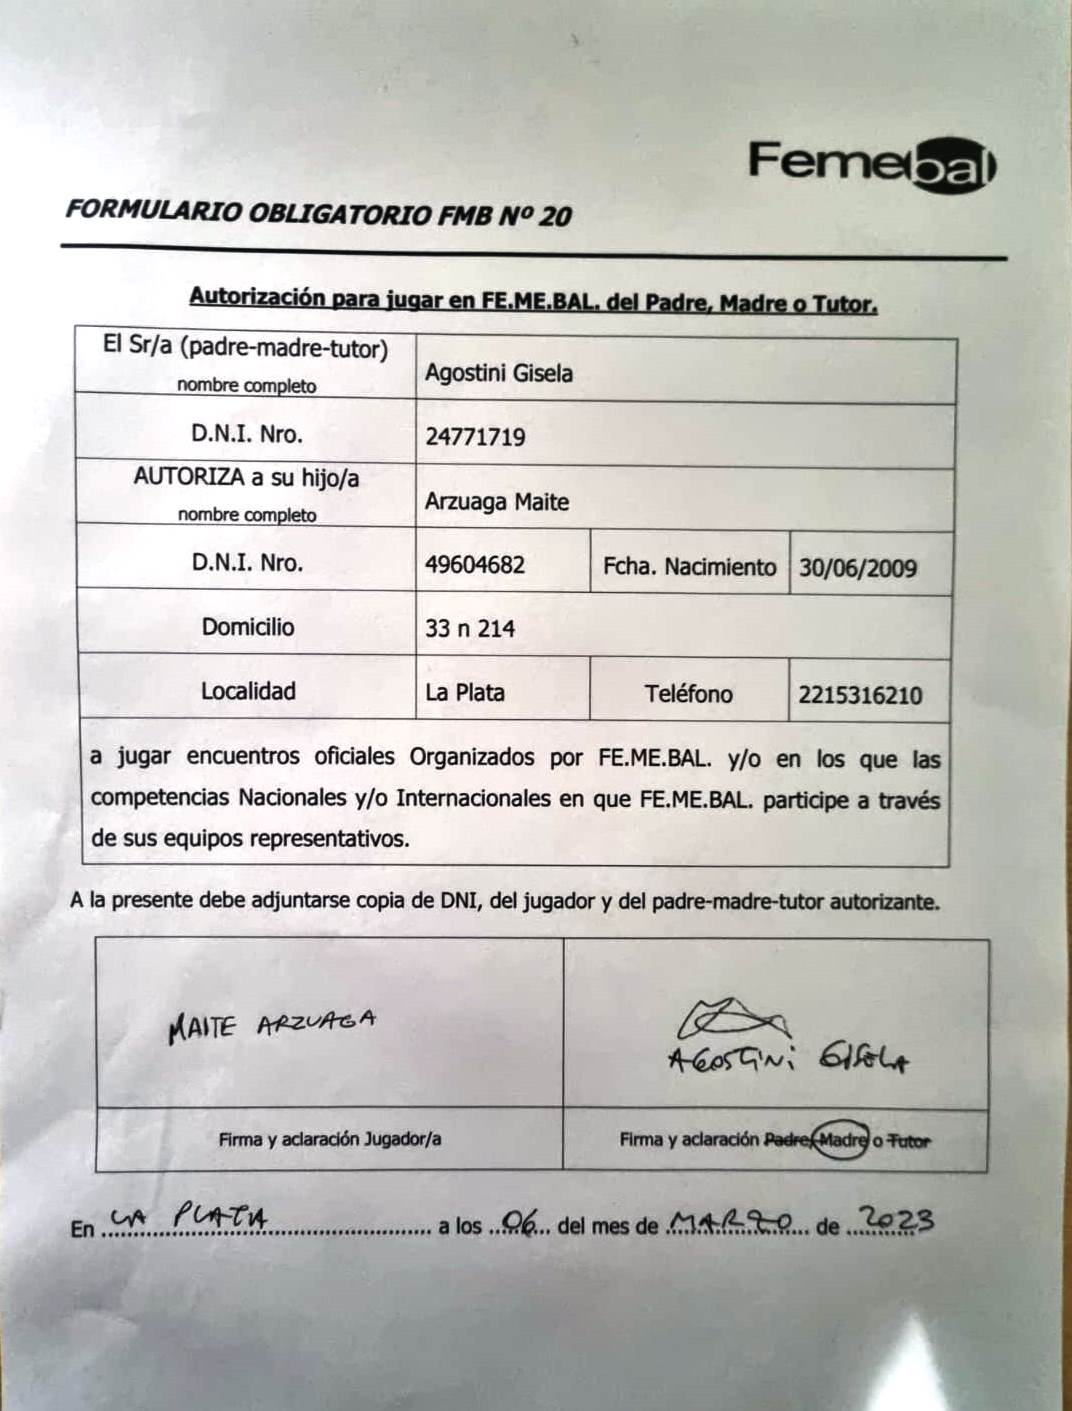 Femebal
FORMULARIO OBLIGATORIO FMB Nº 20
Autorización para jugar en FE.ME.BAL. del Padre, Madre o Tutor.
El Sr/a (padre-madre-tutor)
nombre completo
Agostini Gisela
D.N.I. Nro.
24771719
AUTORIZA a su hijo/a
nombre completo
Arzuaga Maite
D.N.I. Nro.
49604682
Fcha. Nacimiento
30/06/2009
Domicilio
33 n 214
Localidad
La Plata
Teléfono
2215316210
a jugar encuentros oficiales Organizados por FE.ME.BAL. y/o en los que las
competencias Nacionales y/o Internacionales en que FE.ME.BAL. participe a través
de sus equipos representativos.
A la presente debe adjuntarse copia de DNI, del jugador y del padre-madre-tutor autorizante.
MAITE ARZUAGA
AGOSTINi GISELA
Firma y aclaración Jugador/a
Firma y aclaración Padre, Madre o Tutor
En LA PLATA a los 06 del mes de MARZO de 2023